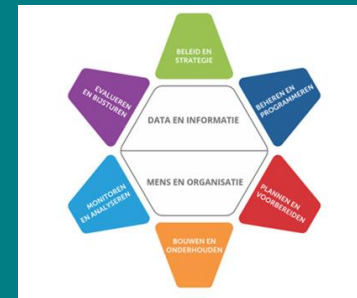 BELEID EN
STRATEGIE
BEHEREN EN
PROGRAMMEREN
PLANNEN EN
VOORBEREIDEN
BOUWEN EN
ONDERHOUDEN
MONITOREN
EN ANALYSEREN
EVALUEREN
EN BIJSTUREN
DATA EN INFORMATIE
MENS EN ORGANISATIE